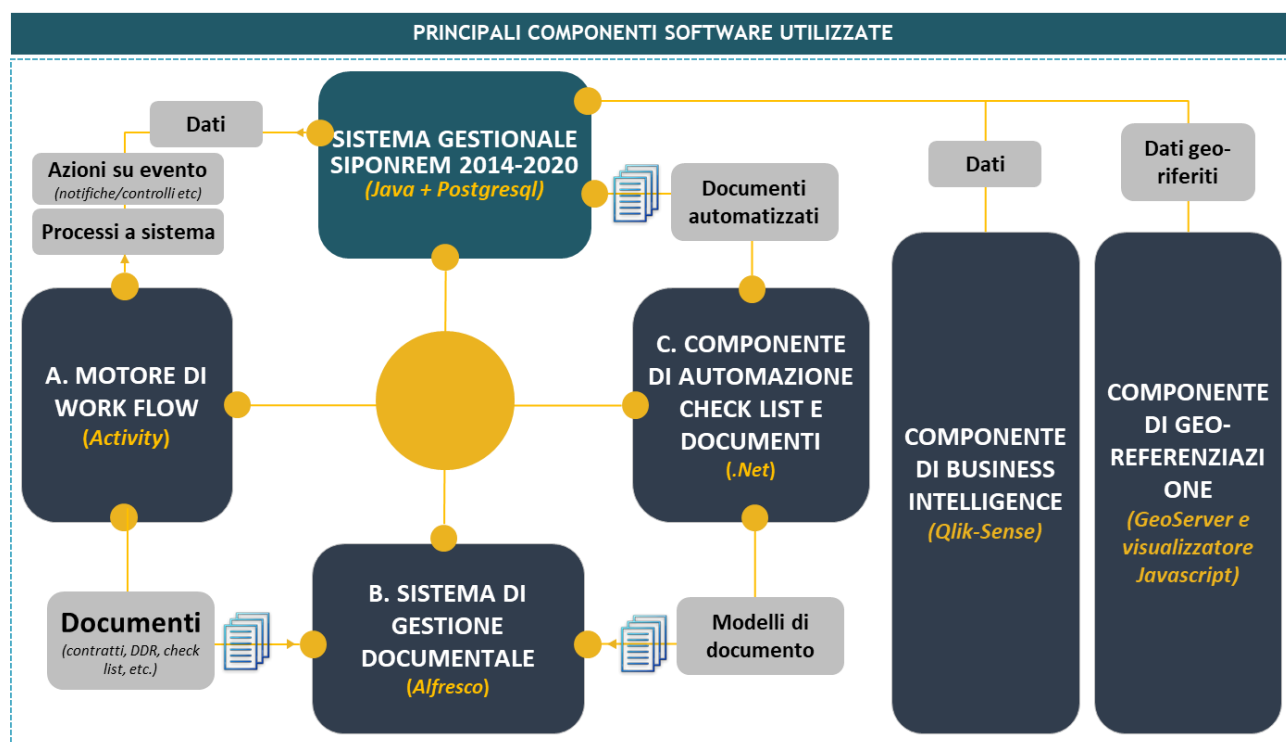 PRINCIPALI COMPONENTI SOFTWARE UTILIZZATE
Dati
Azioni su evento
(notifiche/controlli etc)
Processi a sistema
SISTEMA GESTIONALE
SIPONREM 2014-2020
(Java + Postgresql)
Documenti
automatizzati
Dati
Dati geo-
riferiti
A. MOTORE DI
WORK FLOW
(Activity)
C. COMPONENTE
DI AUTOMAZIONE
CHECK LIST E
DOCUMENTI
(.Net)
COMPONENTE
DI BUSINESS
INTELLIGENCE
(Qlik-Sense)
COMPONENTE
DI GEO-
REFERENZIAZI
ONE
(GeoServer e
visualizzatore
Javascript)
Documenti
(contratti, DDR, check
list, etc.)
B. SISTEMA DI
GESTIONE
DOCUMENTALE
(Alfresco)
Modelli di
documento